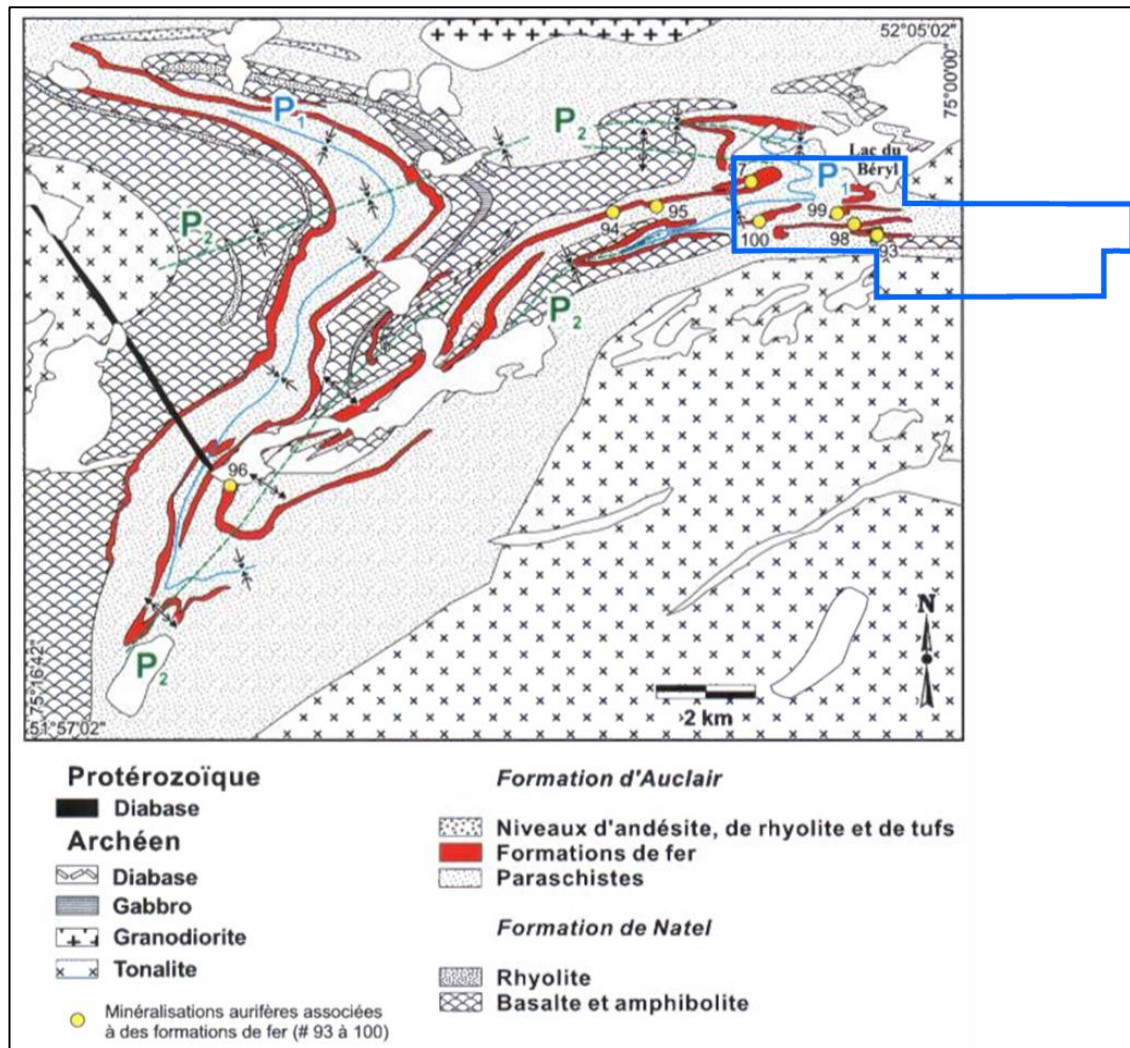 52°05'02"
75°00'00"
P1
P2
Lac du
Béryl
97
P1
P2
94
95
99
100
98
93
P2
96
N
P2
75°16'42"
51°57'02"
2 km
Protérozoïque
Diabase
Archéen
Diabase
Gabbro
Granodiorite
Tonalite
Minéralisations aurifères associées
à des formations de fer (# 93 à 100)
Formation d'Auclair
Niveaux d'andésite, de rhyolite et de tufs
Formations de fer
Paraschistes
Formation de Natel
Rhyolite
Basalte et amphibolite